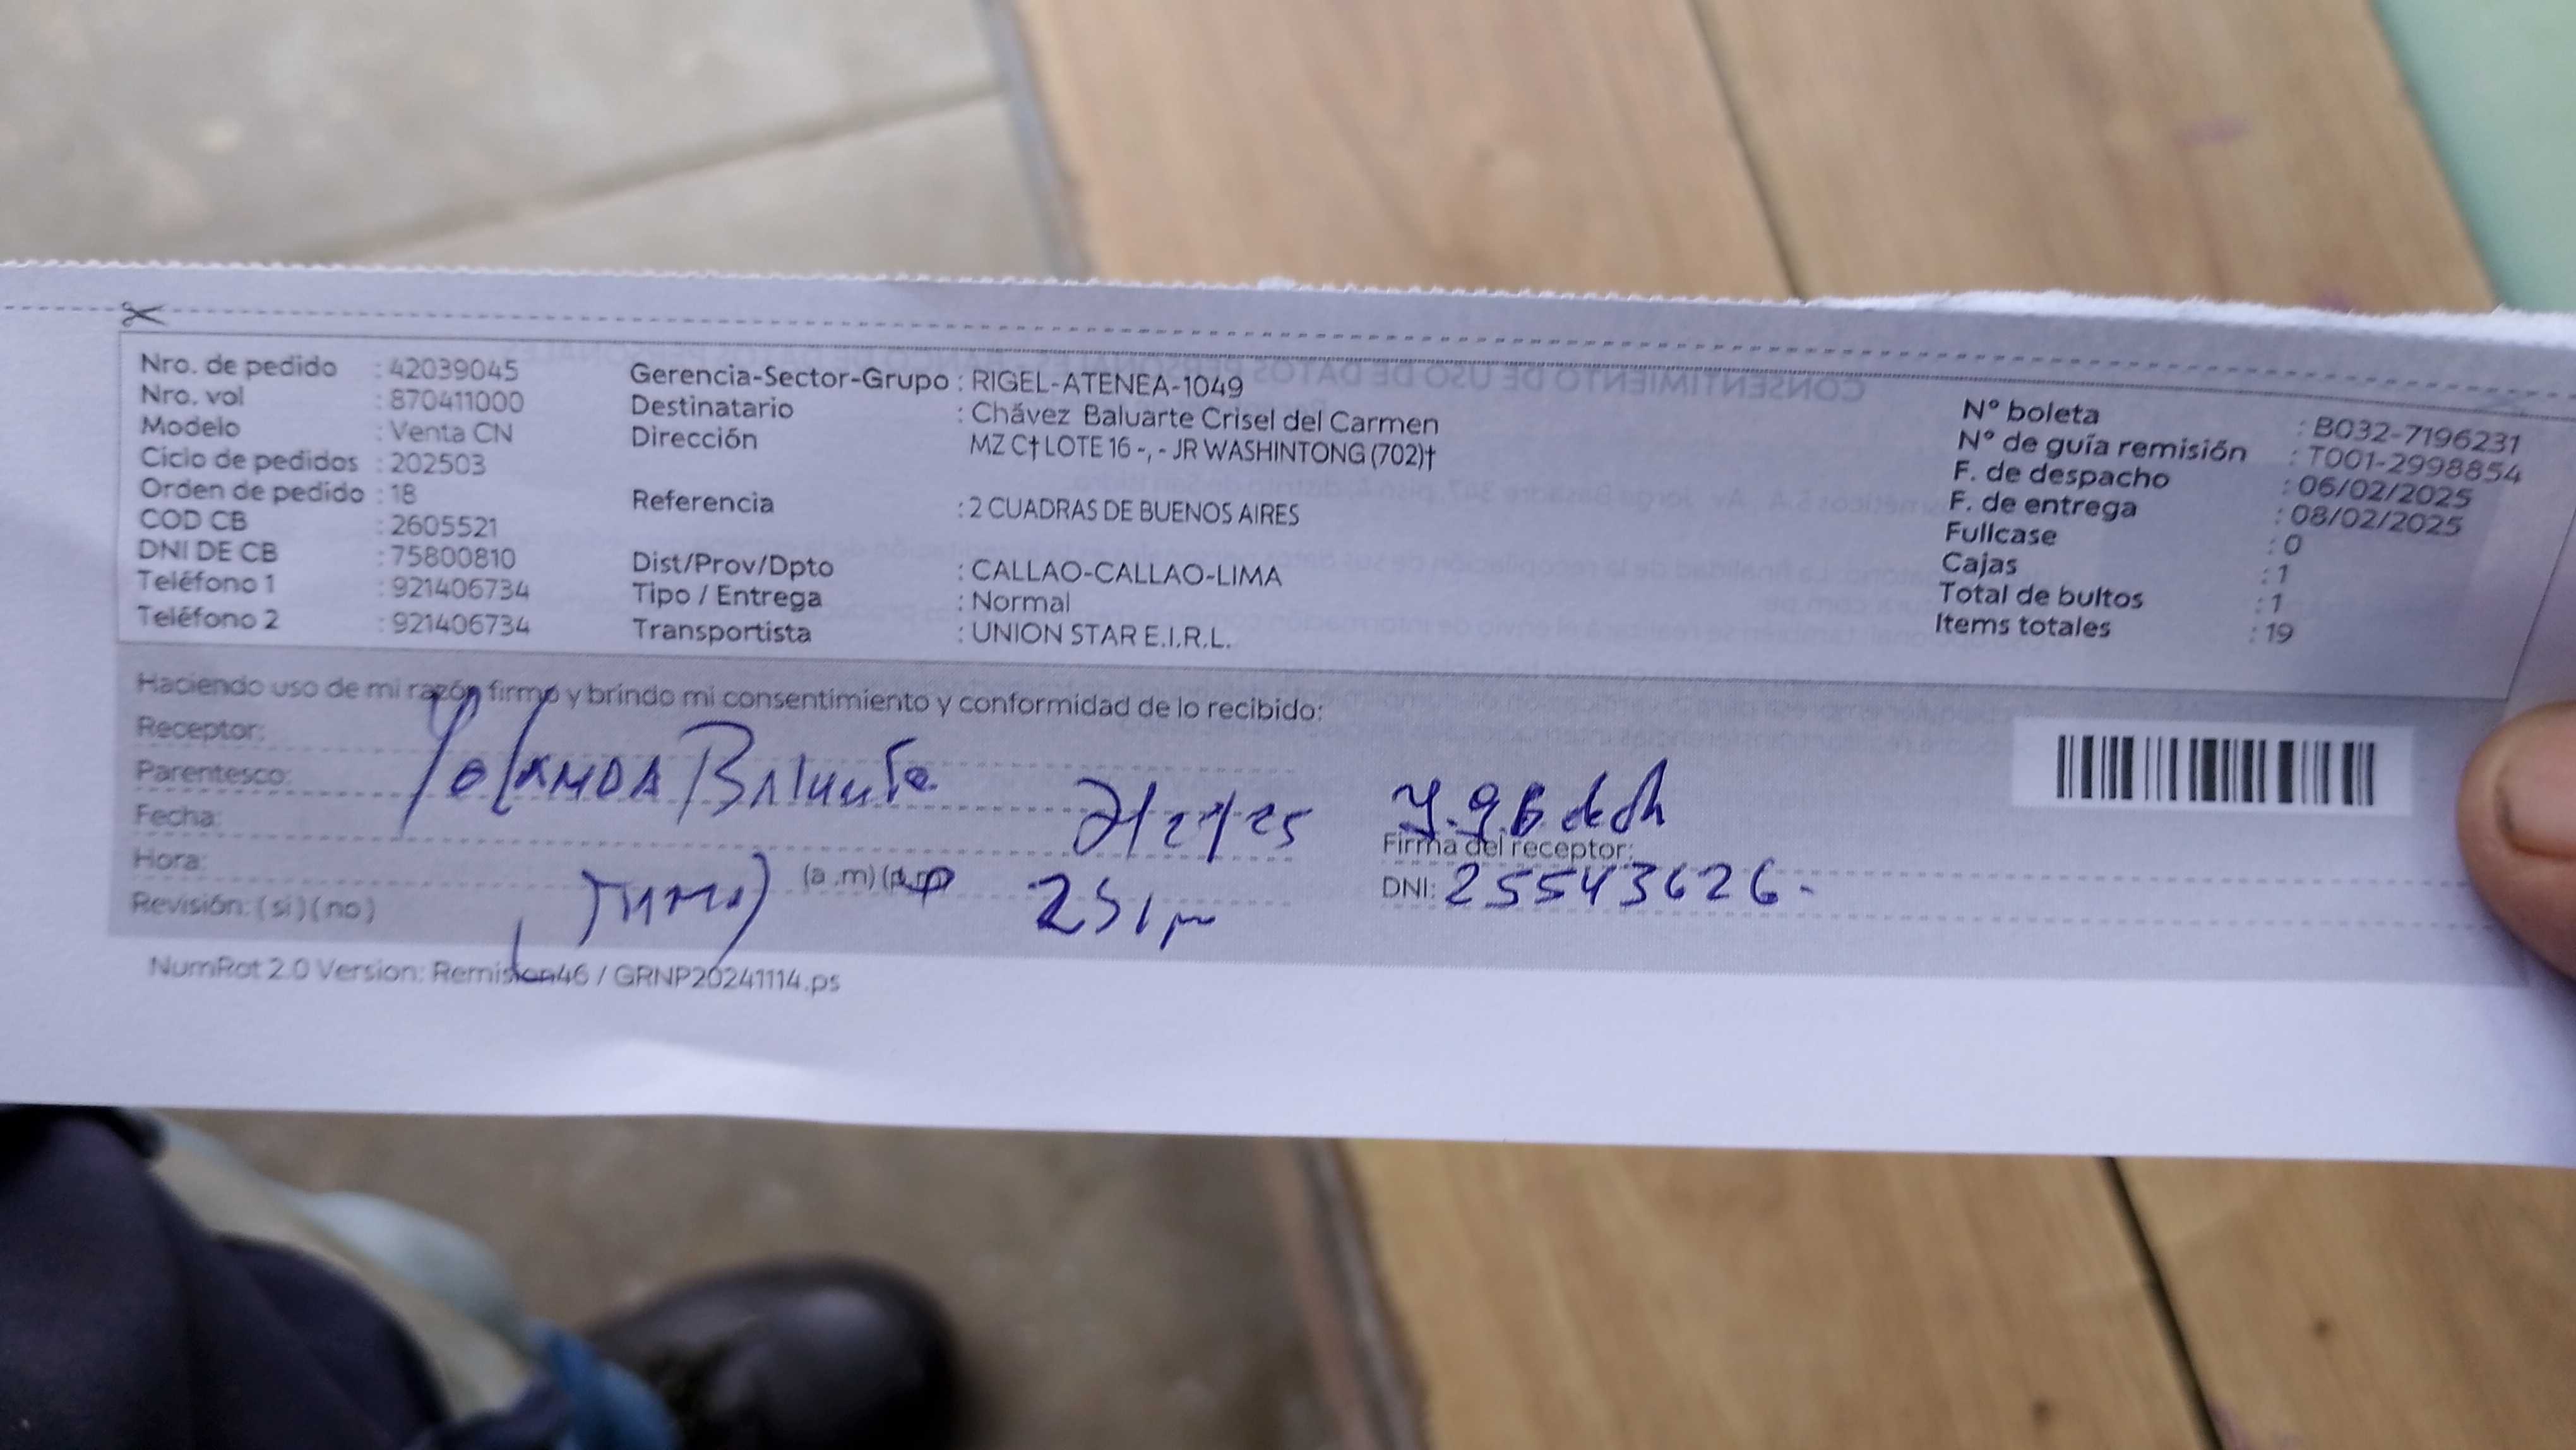 Nro. de pedido : 42039045
Nro. vol : 870411000
Modelo : Venta CN
Ciclo de pedidos : 202503
Orden de pedido : 18
COD CB : 2605521
DNI DE CB : 75800810
Teléfono 1 : 921406734
Teléfono 2 : 921406734
Gerencia-Sector-Grupo : RIGEL-ATENEA-1049
Destinatario : Chávez Baluarte Crisel del Carmen
Dirección MZ C† LOTE 16 -, - JR WASHINTONG (702)†
Referencia : 2 CUADRAS DE BUENOS AIRES
Dist/Prov/Dpto : CALLAO-CALLAO-LIMA
Tipo / Entrega : Normal
Transportista : UNION STAR E.I.R.L.
N° boleta : B032-7196231
N° de guía remisión : T001-2998854
F. de despacho : 06/02/2025
F. de entrega : 08/02/2025
Fullcase : 0
Cajas : 1
Total de bultos : 1
Items totales : 19
Haciendo uso de mi razón firmo y brindo mi consentimiento y conformidad de lo recibido:
Receptor:
Parentesco: Yolanda Baluarte
Fecha:
Firma del receptor:
Hora: (a .m) (p.m)
DNI: 25543626.
Revisión: ( si ) ( no )
NumRot 2.0 Version: Remision46 / GRNP20241114.ps